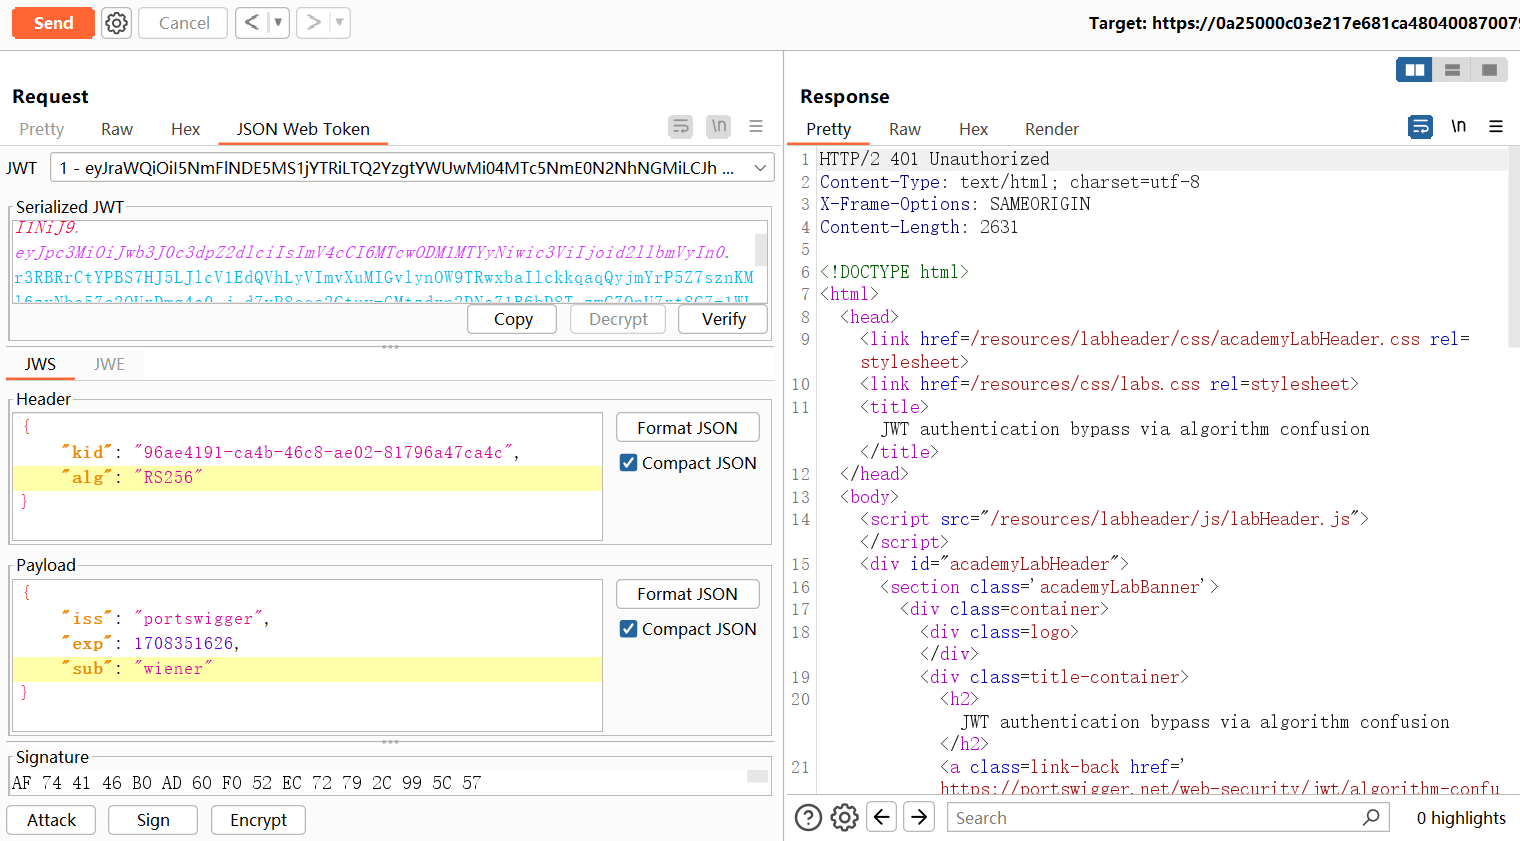 Send
Cancel
Target: https://0a25000c03e217e681ca480400870079
Request
Pretty Raw Hex JSON Web Token
\n
JWT 1 - eyJraWQiOiI5NmFlNDE5MS1jYTRiLTQ2YzgtYWUwMi04MTc5NmE0N2NhNGMiLCJh ...
Serialized JWT
I1NiJ9.
eyJpc3MiOiJwb3J0c3dpZ2dlciIsImV4cCI6MTcwODM1MTYyNiwic3ViIjoid2llbmVyIn0.
r3RBRrCtYPBS7HJ5LJlcV1EdQVhLyVImvXuMIGvlynOW9TRwxbaIlckkqaqQyjmYrP5Z7sznKM
Copy Decrypt Verify
JWS JWE
Header
{
"kid": "96ae4191-ca4b-46c8-ae02-81796a47ca4c",
"alg": "RS256"
}
Format JSON
Compact JSON
Payload
{
"iss": "portswigger",
"exp": 1708351626,
"sub": "wiener"
}
Format JSON
Compact JSON
Signature
AF 74 41 46 B0 AD 60 F0 52 EC 72 79 2C 99 5C 57
Attack Sign Encrypt
Response
Pretty Raw Hex Render
\n
1 HTTP/2 401 Unauthorized
2 Content-Type: text/html; charset=utf-8
3 X-Frame-Options: SAMEORIGIN
4 Content-Length: 2631
5
6 <!DOCTYPE html>
7 <html>
8 <head>
9 <link href=/resources/labheader/css/academyLabHeader.css rel=
stylesheet>
10 <link href=/resources/css/labs.css rel=stylesheet>
11 <title>
JWT authentication bypass via algorithm confusion
</title>
12 </head>
13 <body>
14 <script src="/resources/labheader/js/labHeader.js">
</script>
15 <div id="academyLabHeader">
16 <section class='academyLabBanner'>
17 <div class=container>
18 <div class=logo>
</div>
19 <div class=title-container>
20 <h2>
JWT authentication bypass via algorithm confusion
</h2>
21 <a class=link-back href='
https://portswigger.net/web-security/jwt/algorithm-confu
Search
0 highlights